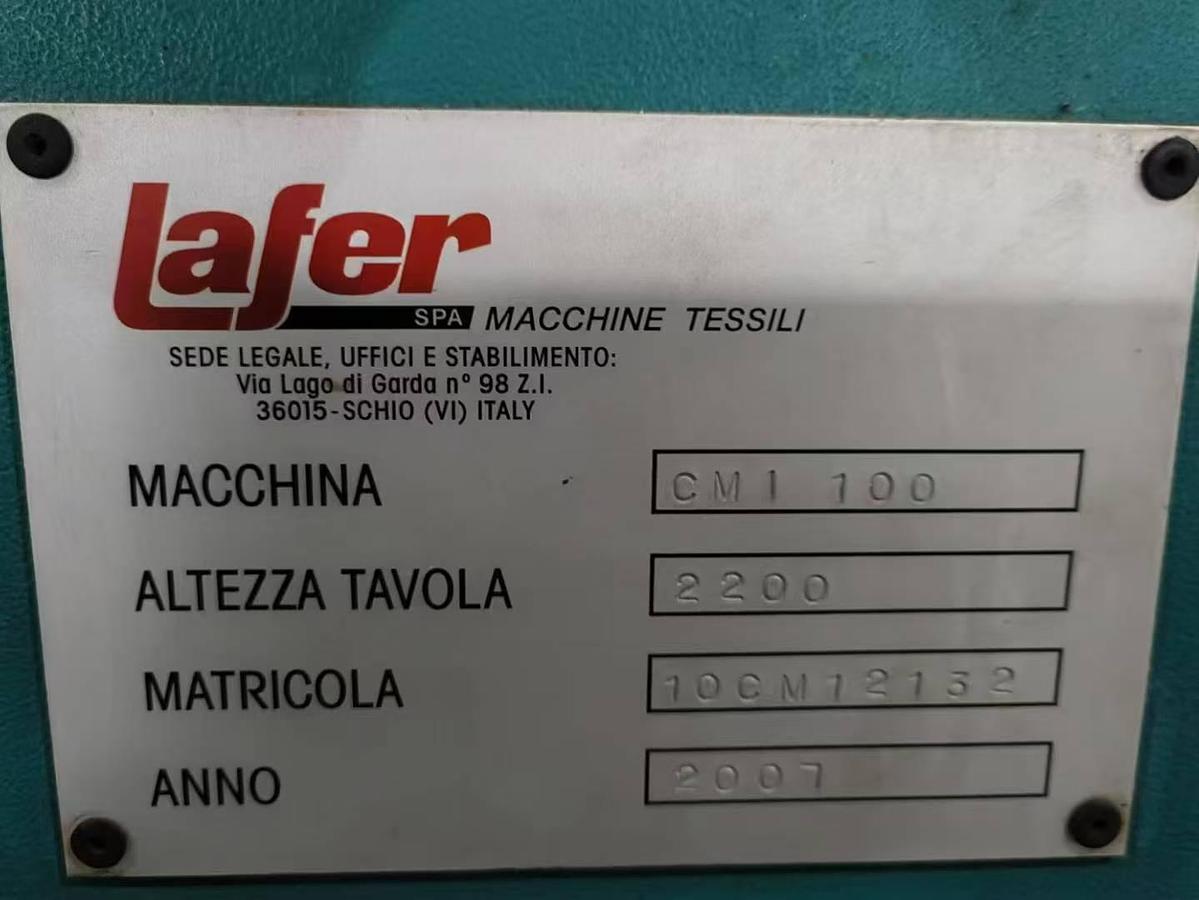 lafer
SPA MACCHINE TESSILI
SEDE LEGALE, UFFICI E STABILIMENTO:
Via Lago di Garda n° 98 Z.I.
36015-SCHIO (VI) ITALY
MACCHINA CM1 100
ALTEZZA TAVOLA 2200
MATRICOLA 10CM12132
ANNO 2007